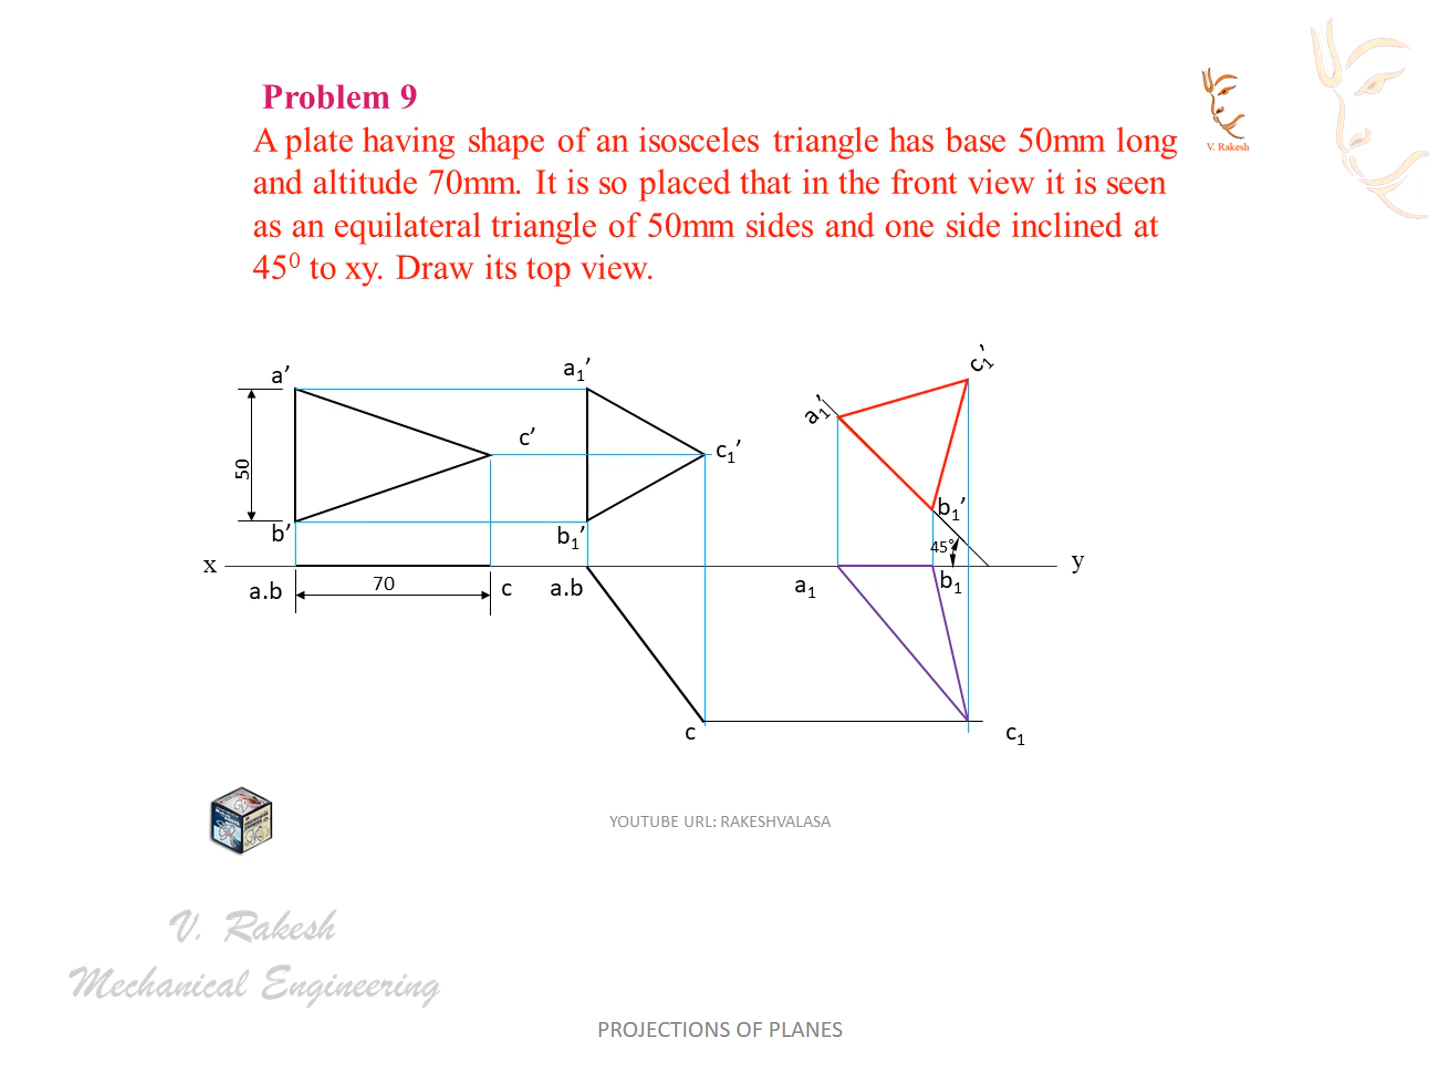 Problem 9
A plate having shape of an isosceles triangle has base 50mm long
and altitude 70mm. It is so placed that in the front view it is seen
as an equilateral triangle of 50mm sides and one side inclined at
45⁰ to xy. Draw its top view.
V. Rakesh
a′
a₁′
a₁′
c₁′
c′
c₁′
50
b′
b₁′
b₁′
45°
x
y
a.b
70
c
a.b
a₁
b₁
c
c₁
YOUTUBE URL: RAKESHVALASA
V. Rakesh
Mechanical Engineering
PROJECTIONS OF PLANES